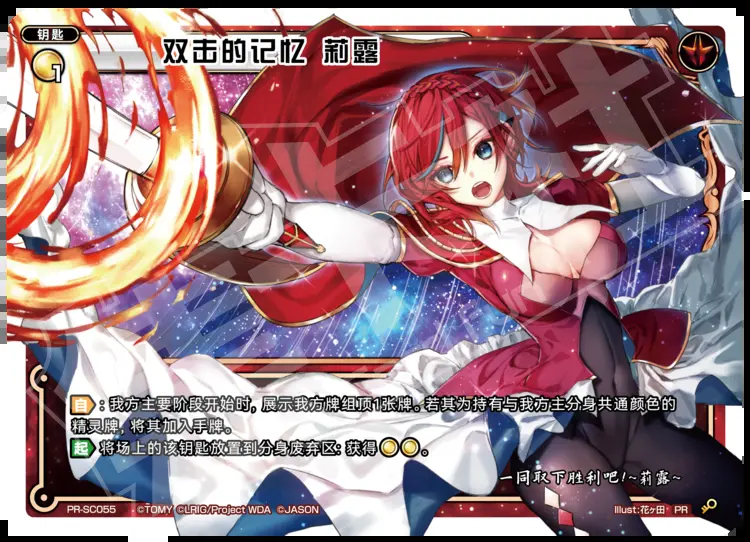 钥匙
1
双击的记忆 莉露
自：我方主要阶段开始时，展示我方牌组顶1张牌。若其为持有与我方主分身共通颜色的
精灵牌，将其加入手牌。
起 将场上的该钥匙放置到分身废弃区：获得 。
一同取下胜利吧!~莉露~
PR-SC055 ©TOMY ©LRIG/Project WDA ©JASON Illust:花ヶ田 PR